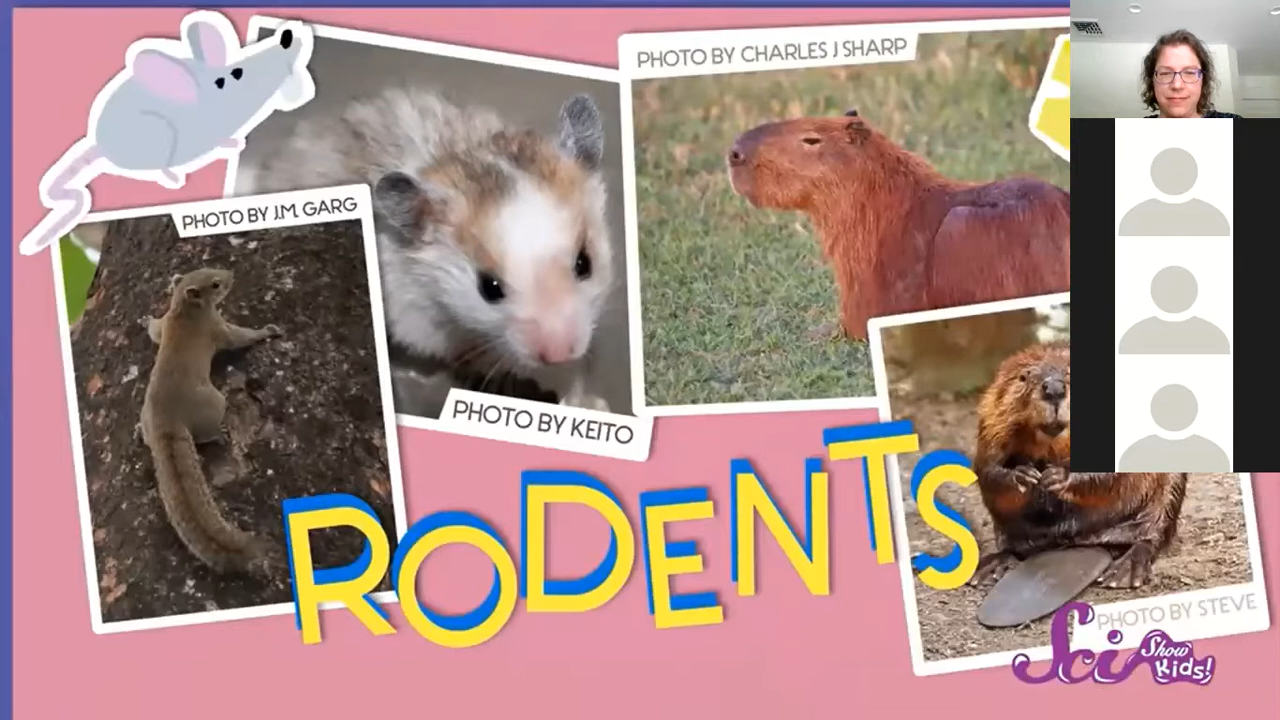 PHOTO BY CHARLES J SHARP
PHOTO BY J.M. GARG
PHOTO BY KEITO
RODENTS
PHOTO BY STEVE
SciShow Kids!